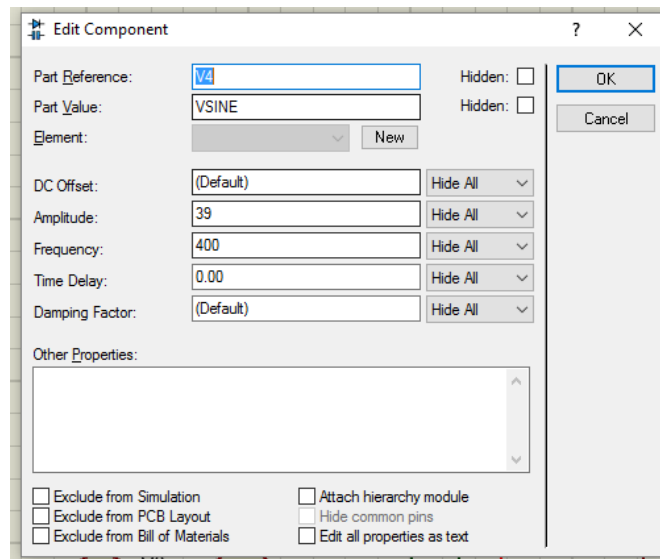 Edit Component ? ×
Part Reference: V4 Hidden: OK
Part Value: VSINE Hidden: Cancel
Element: New
DC Offset: (Default) Hide All
Amplitude: 39 Hide All
Frequency: 400 Hide All
Time Delay: 0.00 Hide All
Damping Factor: (Default) Hide All
Other Properties:
Exclude from Simulation Attach hierarchy module
Exclude from PCB Layout Hide common pins
Exclude from Bill of Materials Edit all properties as text